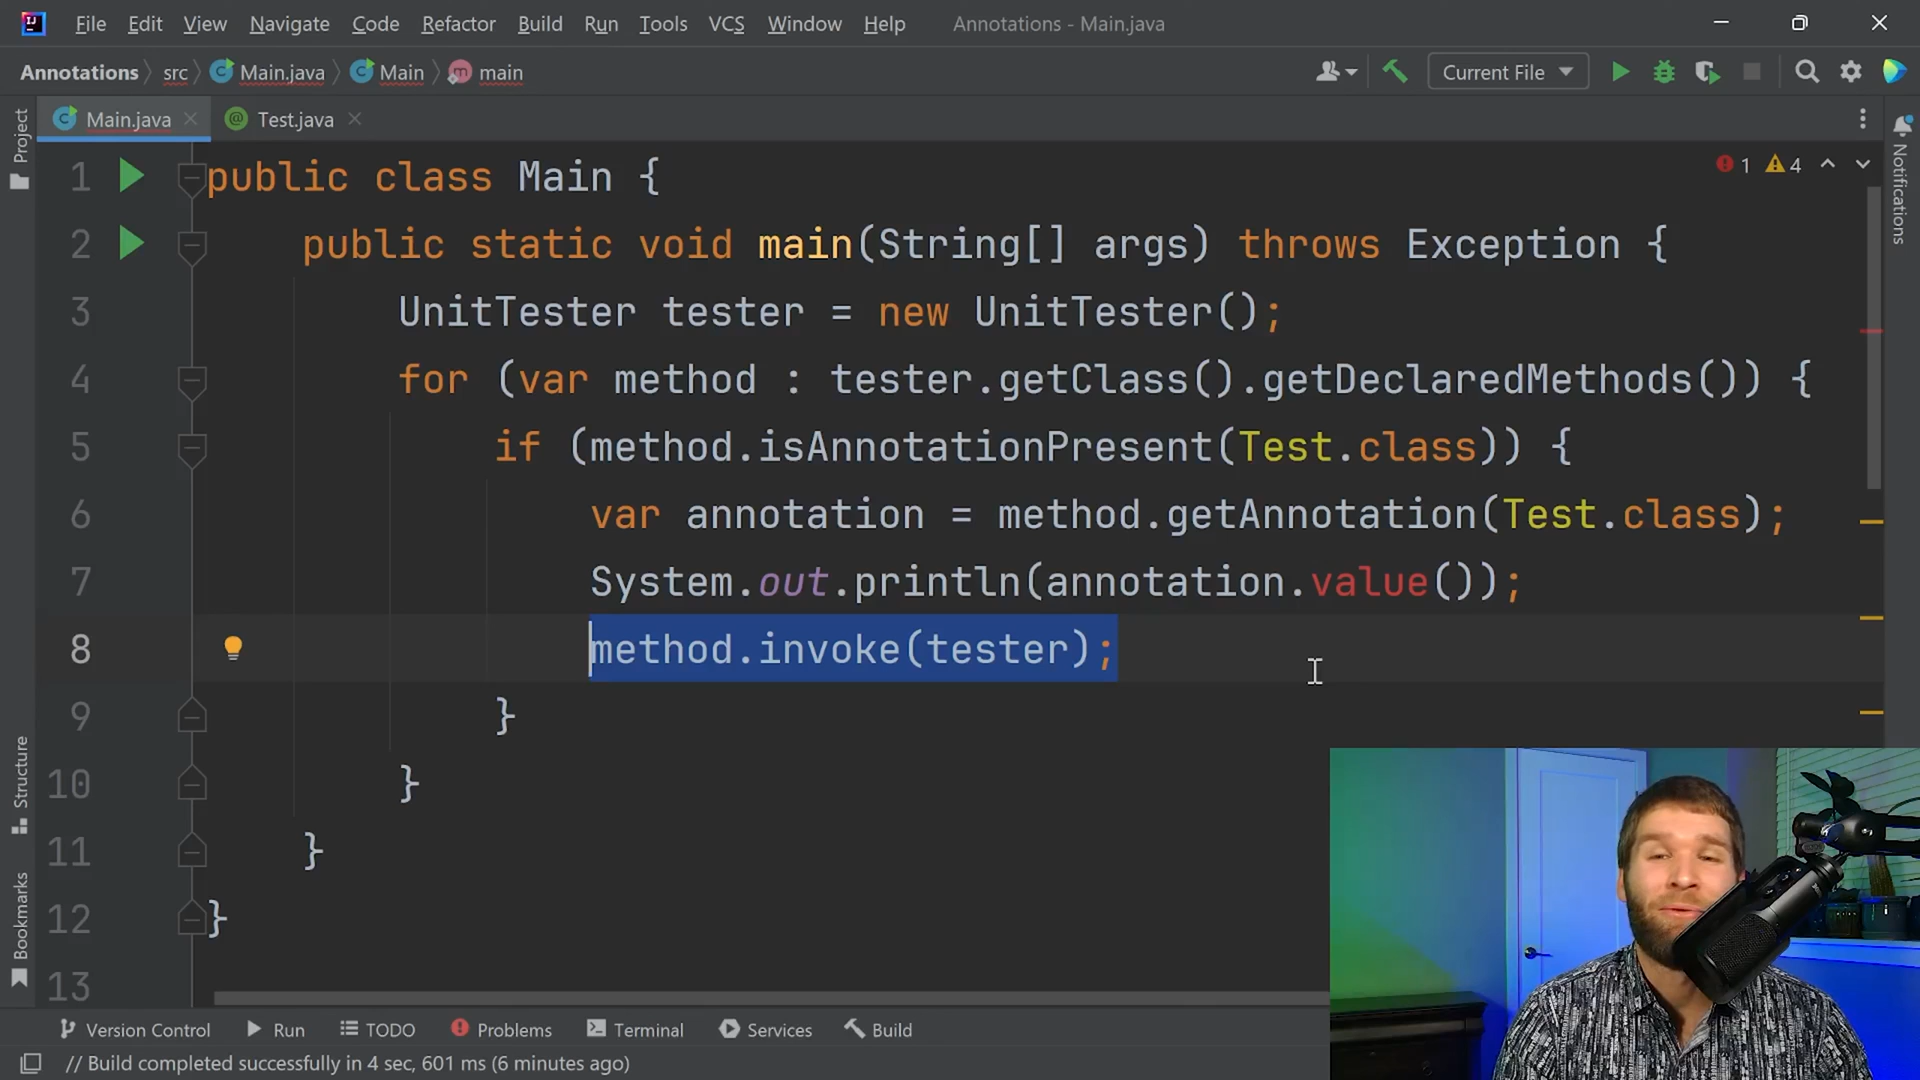 File Edit View Navigate Code Refactor Build Run Tools VCS Window Help Annotations - Main.java
Annotations src Main.java Main main Current File
Main.java Test.java
Project
Notifications
Structure
Bookmarks
1 4
1 public class Main {
2 public static void main(String[] args) throws Exception {
3 UnitTester tester = new UnitTester();
4 for (var method : tester.getClass().getDeclaredMethods()) {
5 if (method.isAnnotationPresent(Test.class)) {
6 var annotation = method.getAnnotation(Test.class);
7 System.out.println(annotation.value());
8 method.invoke(tester);
9 }
10 }
11 }
12 }
13
Version Control Run TODO Problems Terminal Services Build
// Build completed successfully in 4 sec, 601 ms (6 minutes ago)